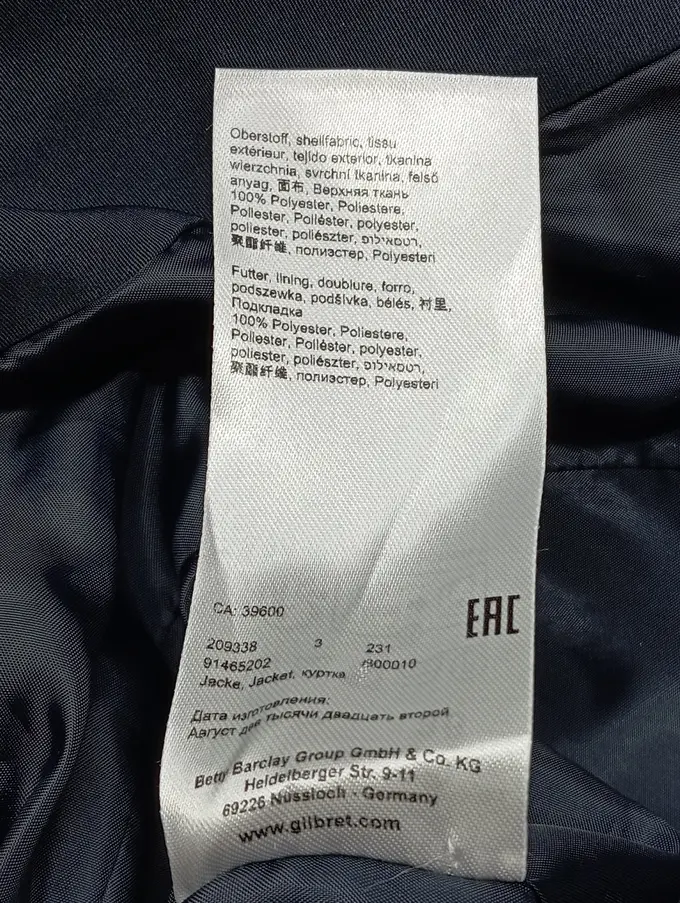 Oberstoff, shellfabric, tissu
extérieur, tejido exterior, tkanina
wierzchnia, svrchní tkanina, felső
anyag, 面布, Верхняя ткань
100% Polyester, Poliestere,
Poliester, Poliéster, polyester,
poliester, poliészter, פוליאסטר,
聚酯纤维, полиэстер, Polyesteri
Futter, lining, doublure, forro,
podszewka, podšívka, bélés, 衬里,
Подкладка
100% Polyester, Poliestere,
Poliester, Poliéster, polyester,
poliester, poliészter, פוליאסטר,
聚酯纤维, полиэстер, Polyesteri
CA: 39600
EAC
209338 3 231
91465202 /300010
Jacke, Jacket, куртка
Дата изготовления:
Август две тысячи двадцать второй
Betty Barclay Group GmbH & Co. KG
Heidelberger Str. 9-11
69226 Nussloch · Germany
www.gilbret.com